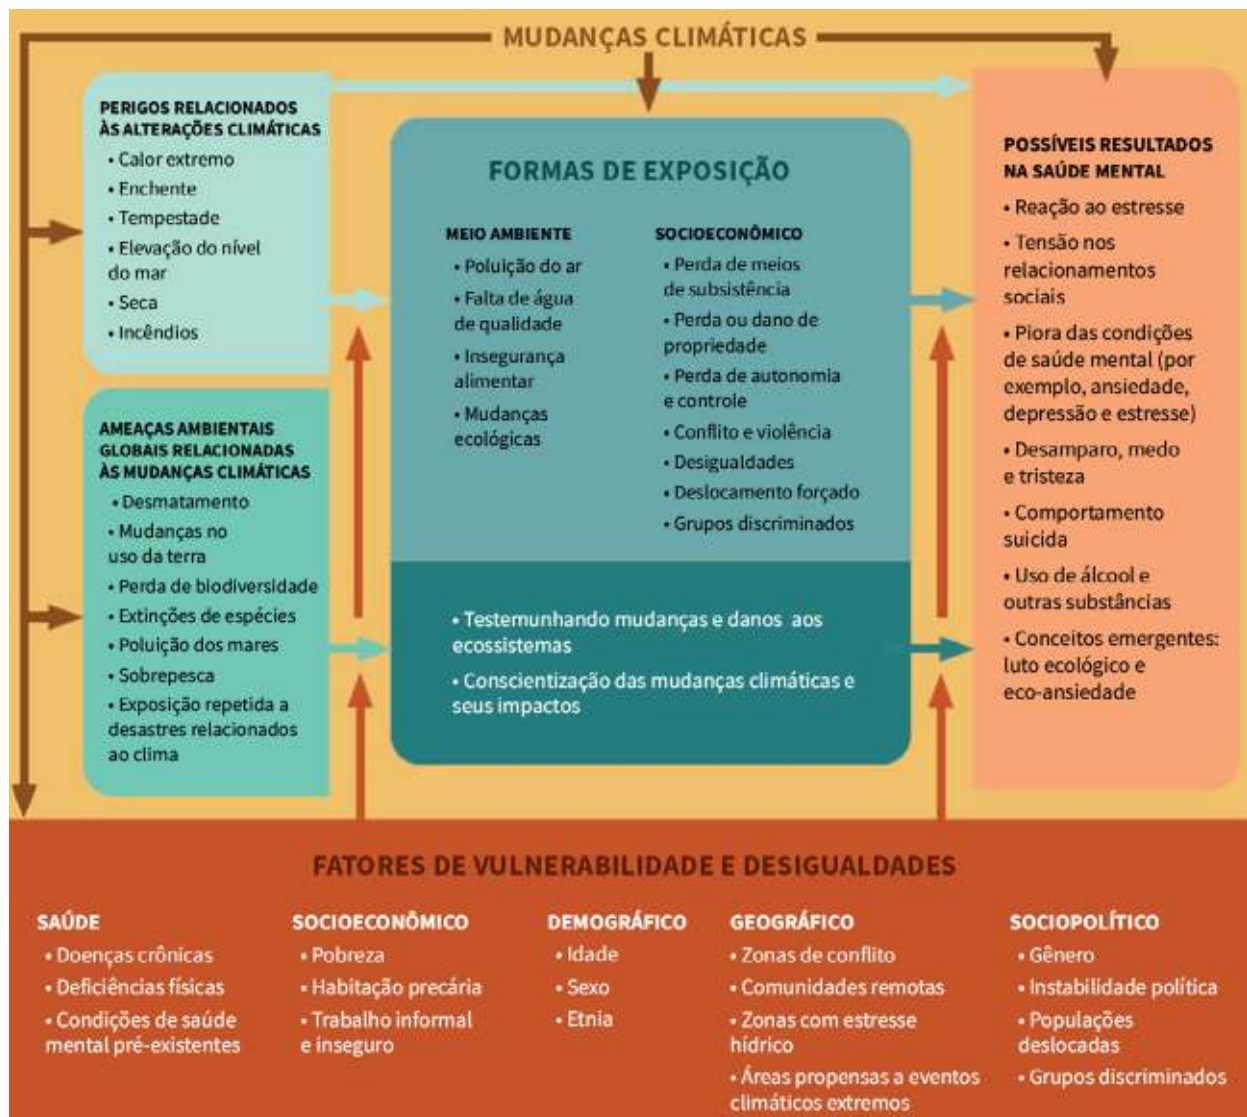 MUDANÇAS CLIMÁTICAS
PERIGOS RELACIONADOS
ÀS ALTERAÇÕES CLIMÁTICAS
• Calor extremo
• Enchente
• Tempestade
• Elevação do nível
do mar
• Seca
• Incêndios
AMEAÇAS AMBIENTAIS
GLOBAIS RELACIONADAS
ÀS MUDANÇAS CLIMÁTICAS
• Desmatamento
• Mudanças no
uso da terra
• Perda de biodiversidade
• Extinções de espécies
• Poluição dos mares
• Sobrepesca
• Exposição repetida a
desastres relacionados
ao clima
FORMAS DE EXPOSIÇÃO
MEIO AMBIENTE
• Poluição do ar
• Falta de água
de qualidade
• Insegurança
alimentar
• Mudanças
ecológicas
SOCIOECONÔMICO
• Perda de meios
de subsistência
• Perda ou dano de
propriedade
• Perda de autonomia
e controle
• Conflito e violência
• Desigualdades
• Deslocamento forçado
• Grupos discriminados
• Testemunhando mudanças e danos aos
ecossistemas
• Conscientização das mudanças climáticas e
seus impactos
POSSÍVEIS RESULTADOS
NA SAÚDE MENTAL
• Reação ao estresse
• Tensão nos
relacionamentos
sociais
• Piora das condições
de saúde mental (por
exemplo, ansiedade,
depressão e estresse)
• Desamparo, medo
e tristeza
• Comportamento
suicida
• Uso de álcool e
outras substâncias
• Conceitos emergentes:
luto ecológico e
eco-ansiedade
FATORES DE VULNERABILIDADE E DESIGUALDADES
SAÚDE
• Doenças crônicas
• Deficiências físicas
• Condições de saúde
mental pré-existentes
SOCIOECONÔMICO
• Pobreza
• Habitação precária
• Trabalho informal
e inseguro
DEMOGRÁFICO
• Idade
• Sexo
• Etnia
GEOGRÁFICO
• Zonas de conflito
• Comunidades remotas
• Zonas com estresse
hídrico
• Áreas propensas a eventos
climáticos extremos
SOCIOPOLÍTICO
• Gênero
• Instabilidade política
• Populações
deslocadas
• Grupos discriminados